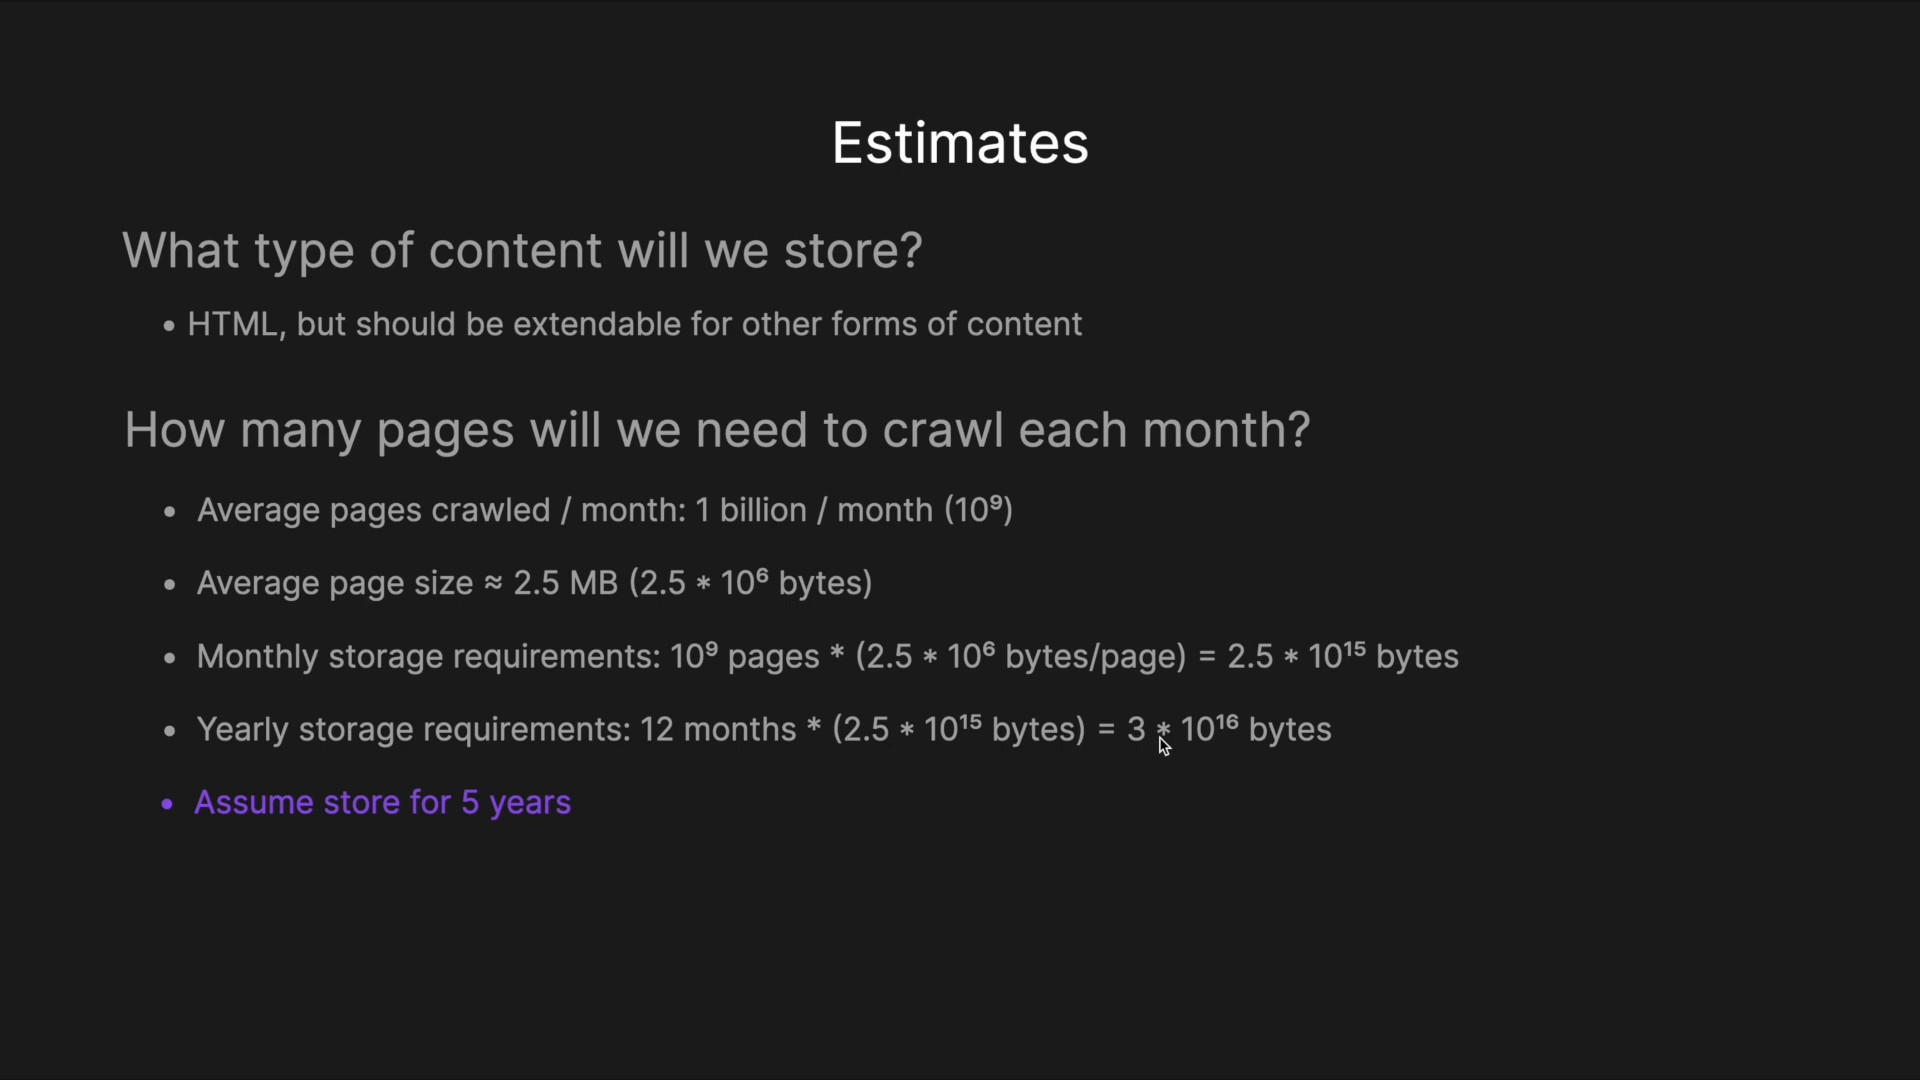 Estimates
What type of content will we store?
• HTML, but should be extendable for other forms of content
How many pages will we need to crawl each month?
• Average pages crawled / month: 1 billion / month (10⁹)
• Average page size ≈ 2.5 MB (2.5 * 10⁶ bytes)
• Monthly storage requirements: 10⁹ pages * (2.5 * 10⁶ bytes/page) = 2.5 * 10¹⁵ bytes
• Yearly storage requirements: 12 months * (2.5 * 10¹⁵ bytes) = 3 * 10¹⁶ bytes
• Assume store for 5 years